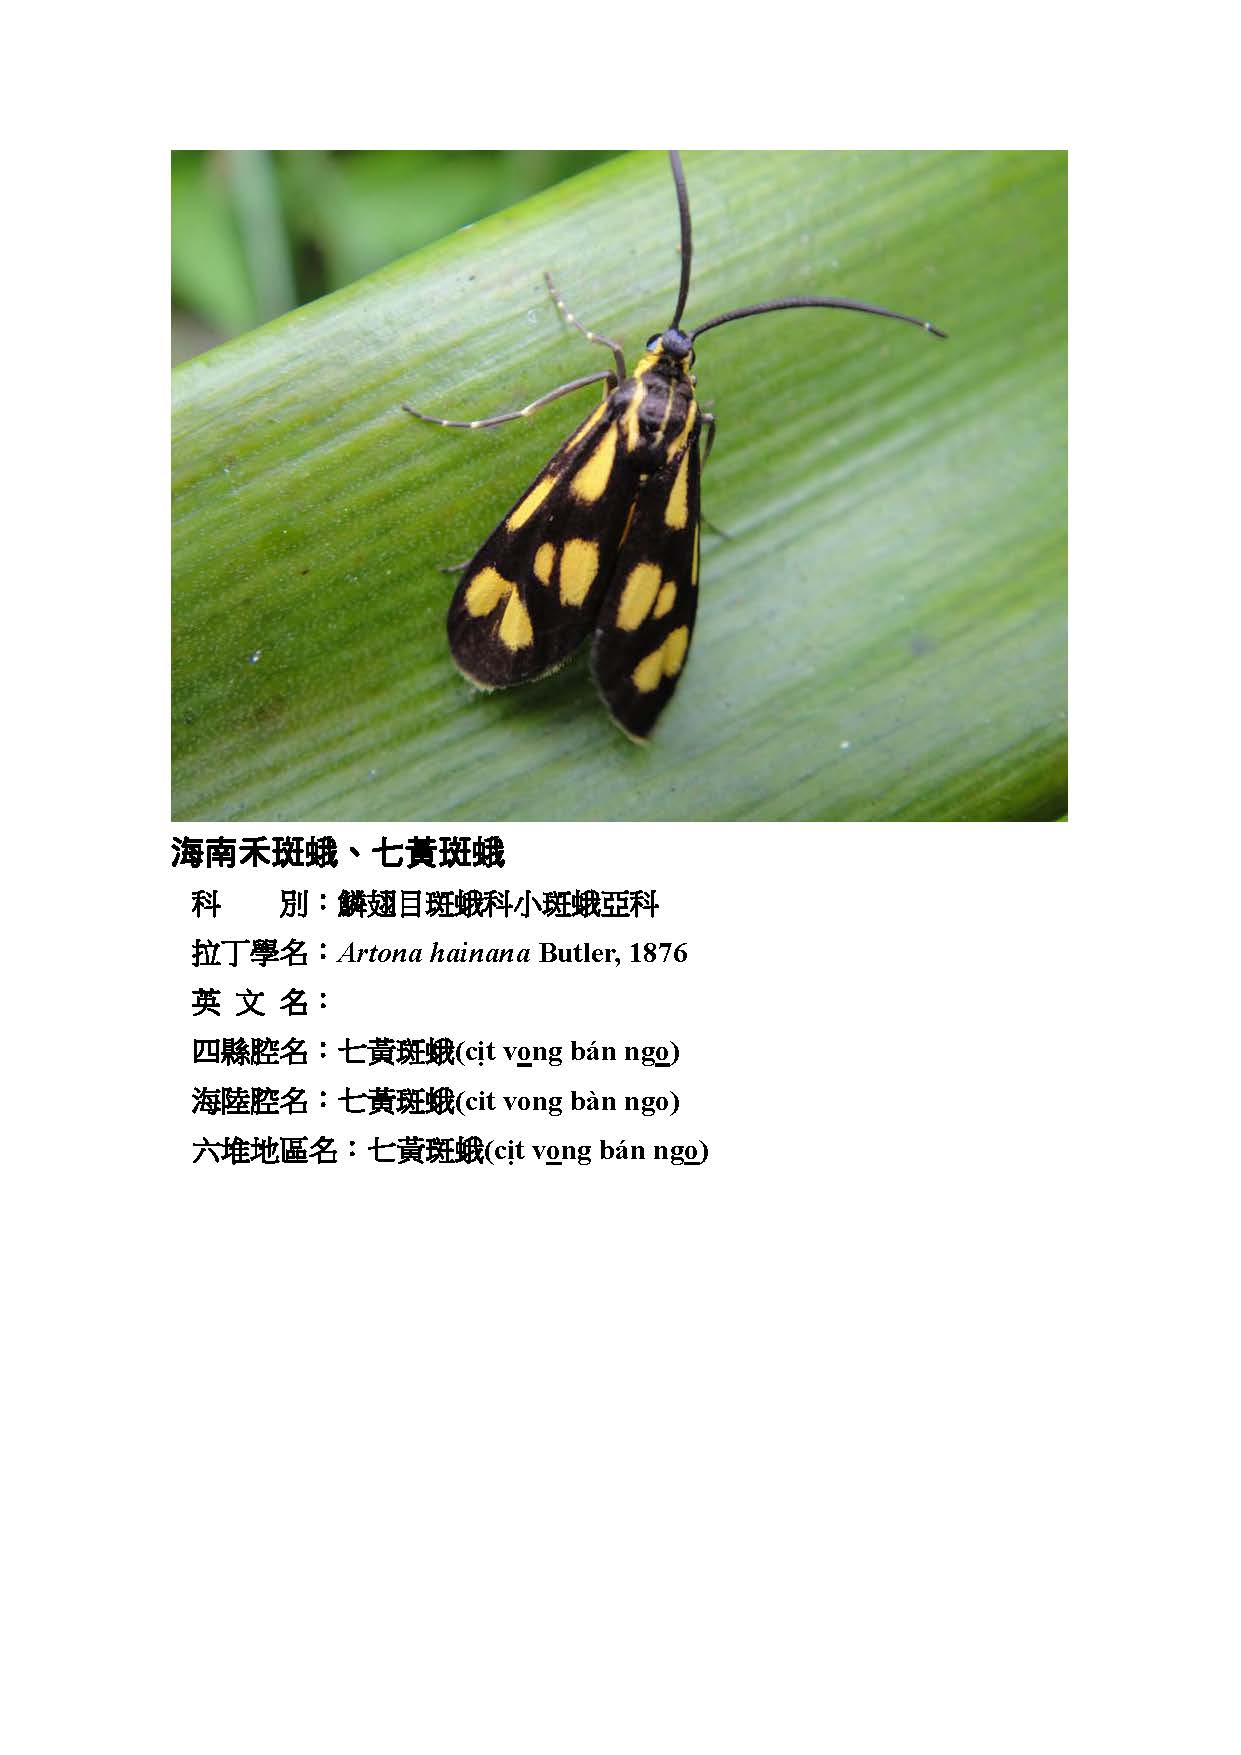 海南禾斑蛾、七黃斑蛾
科　　別：鱗翅目斑蛾科小斑蛾亞科
拉丁學名：Artona hainana Butler, 1876
英 文 名：
四縣腔名：七黃斑蛾(cịt vo̲ng bán ngo̲)
海陸腔名：七黃斑蛾(cit vong bàn ngo)
六堆地區名：七黃斑蛾(cịt vo̲ng bán ngo̲)